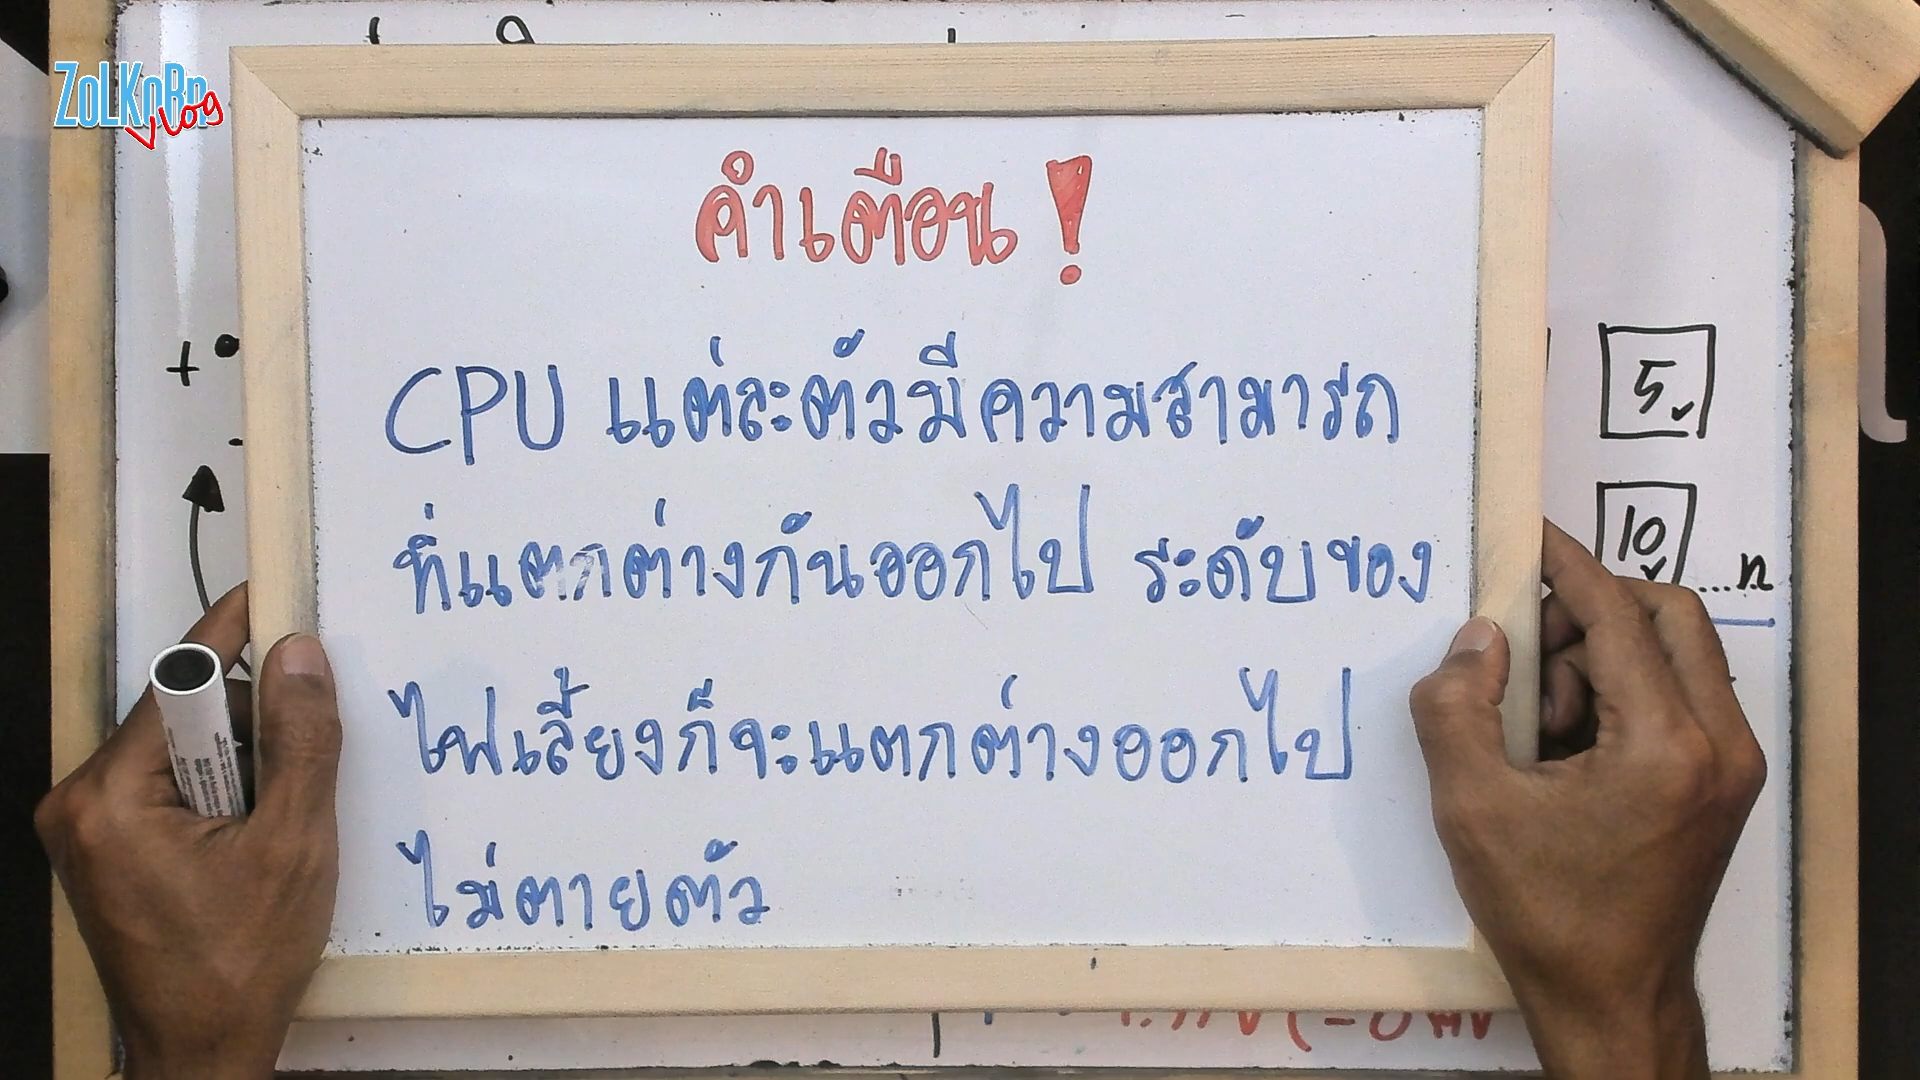 ZoLKoRn
vlog
คำเตือน !
CPU แต่ละตัวมีความสามารถ
ที่แตกต่างกันออกไป ระดับของ
ไฟเลี้ยงก็จะแตกต่างออกไป
ไม่ตายตัว
+
-
5
10
...n